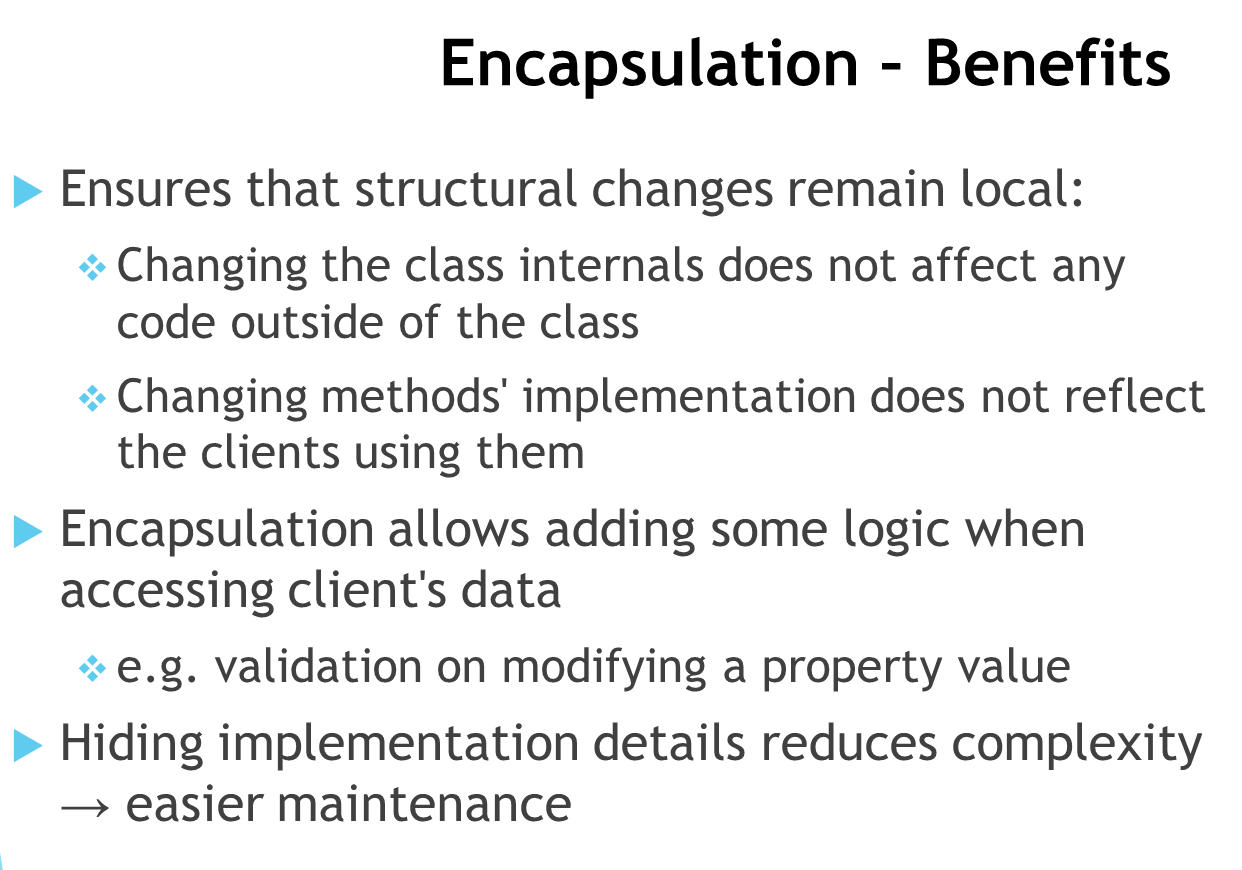 Encapsulation – Benefits
Ensures that structural changes remain local:
Changing the class internals does not affect any
code outside of the class
Changing methods' implementation does not reflect
the clients using them
Encapsulation allows adding some logic when
accessing client's data
e.g. validation on modifying a property value
Hiding implementation details reduces complexity
→ easier maintenance